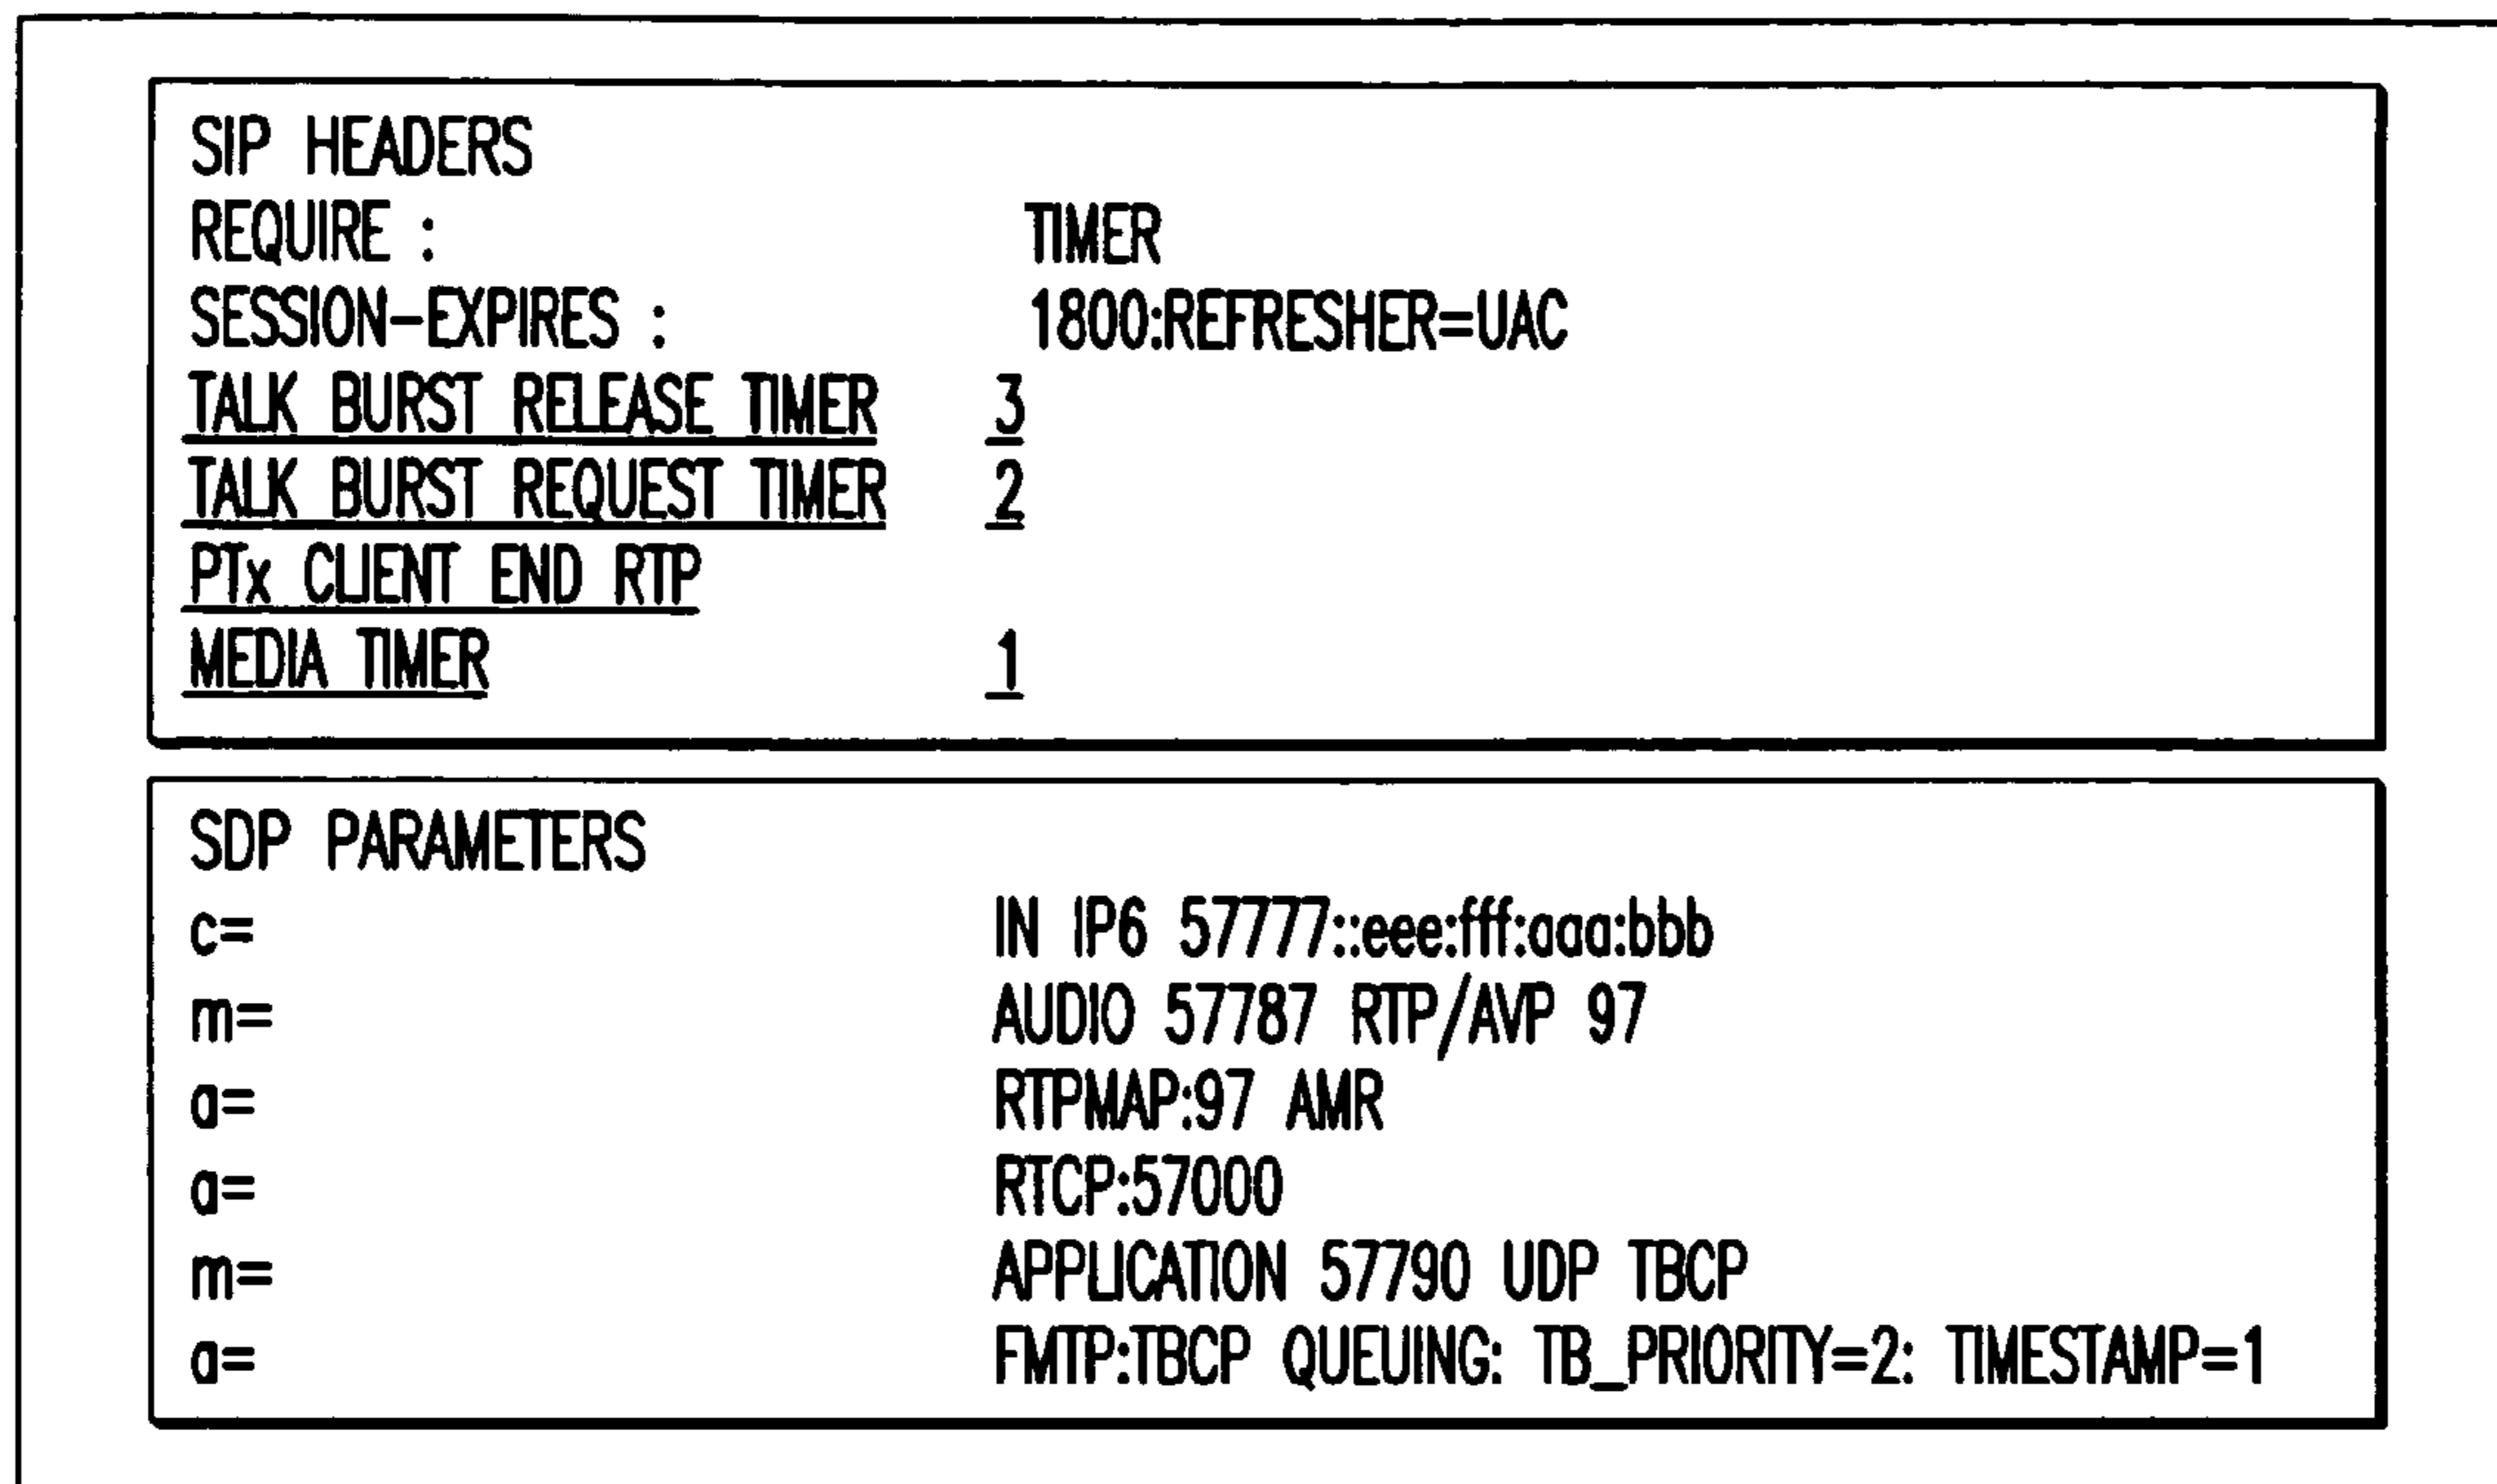 SIP HEADERS
REQUIRE : TIMER
SESSION-EXPIRES : 1800:REFRESHER=UAC
TALK BURST RELEASE TIMER 3
TALK BURST REQUEST TIMER 2
PTx CLIENT END RTP
MEDIA TIMER 1
SDP PARAMETERS
c= IN IP6 57777::eee:fff:aaa:bbb
m= AUDIO 57787 RTP/AVP 97
a= RTPMAP:97 AMR
a= RTCP:57000
m= APPLICATION 57790 UDP TBCP
a= FMTP:TBCP QUEUING: TB_PRIORITY=2: TIMESTAMP=1